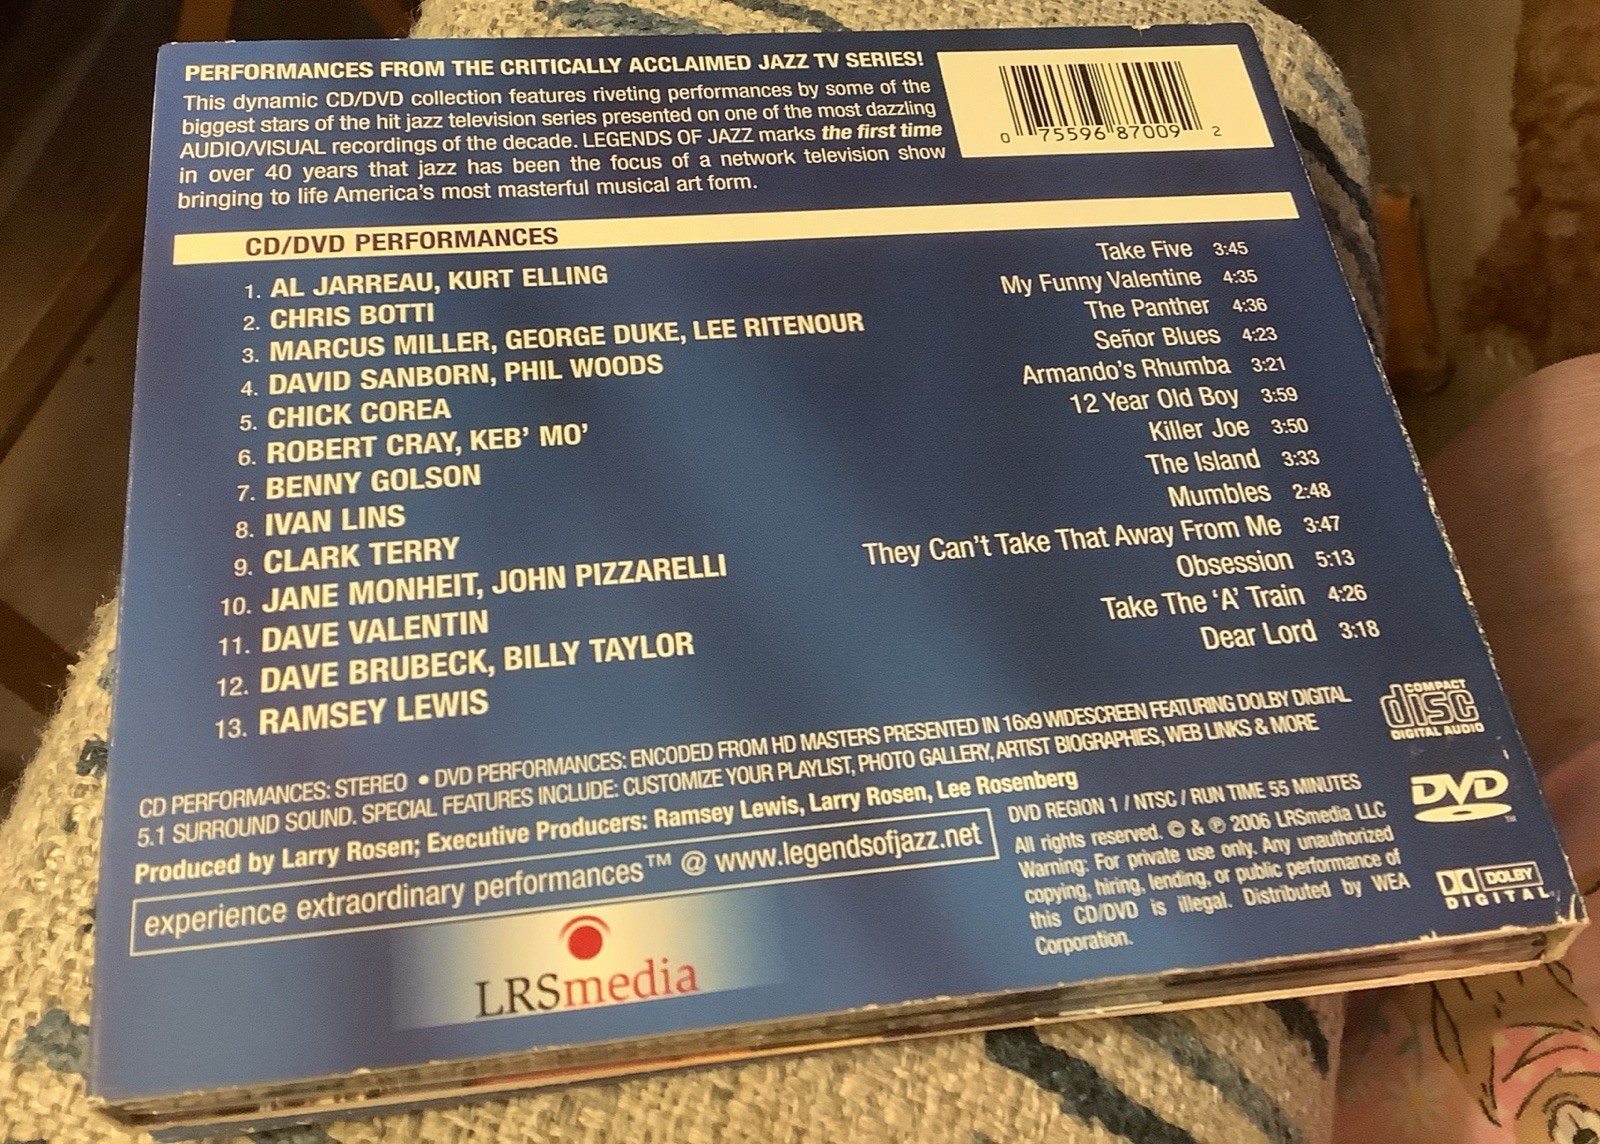 PERFORMANCES FROM THE CRITICALLY ACCLAIMED JAZZ TV SERIES!
This dynamic CD/DVD collection features riveting performances by some of the
biggest stars of the hit jazz television series presented on one of the most dazzling
AUDIO/VISUAL recordings of the decade. LEGENDS OF JAZZ marks the first time
in over 40 years that jazz has been the focus of a network television show
bringing to life America's most masterful musical art form.
0 75596 87009 2
CD/DVD PERFORMANCES
1. AL JARREAU, KURT ELLING Take Five 3:45
2. CHRIS BOTTI My Funny Valentine 4:35
3. MARCUS MILLER, GEORGE DUKE, LEE RITENOUR The Panther 4:36
4. DAVID SANBORN, PHIL WOODS Señor Blues 4:23
5. CHICK COREA Armando's Rhumba 3:21
6. ROBERT CRAY, KEB' MO' 12 Year Old Boy 3:59
7. BENNY GOLSON Killer Joe 3:50
8. IVAN LINS The Island 3:33
9. CLARK TERRY Mumbles 2:48
10. JANE MONHEIT, JOHN PIZZARELLI They Can't Take That Away From Me 3:47
11. DAVE VALENTIN Obsession 5:13
12. DAVE BRUBECK, BILLY TAYLOR Take The 'A' Train 4:26
13. RAMSEY LEWIS Dear Lord 3:18
CD PERFORMANCES: STEREO • DVD PERFORMANCES: ENCODED FROM HD MASTERS PRESENTED IN 16x9 WIDESCREEN FEATURING DOLBY DIGITAL
5.1 SURROUND SOUND. SPECIAL FEATURES INCLUDE: CUSTOMIZE YOUR PLAYLIST, PHOTO GALLERY, ARTIST BIOGRAPHIES, WEB LINKS & MORE
Produced by Larry Rosen; Executive Producers: Ramsey Lewis, Larry Rosen, Lee Rosenberg
experience extraordinary performances™ @ www.legendsofjazz.net
LRSmedia
DVD REGION 1 / NTSC / RUN TIME 55 MINUTES
All rights reserved. © & ℗ 2006 LRSmedia LLC
Warning: For private use only. Any unauthorized
copying, hiring, lending, or public performance of
this CD/DVD is illegal. Distributed by WEA
Corporation.
COMPACT
disc
DIGITAL AUDIO
DVD
DOLBY
DIGITAL